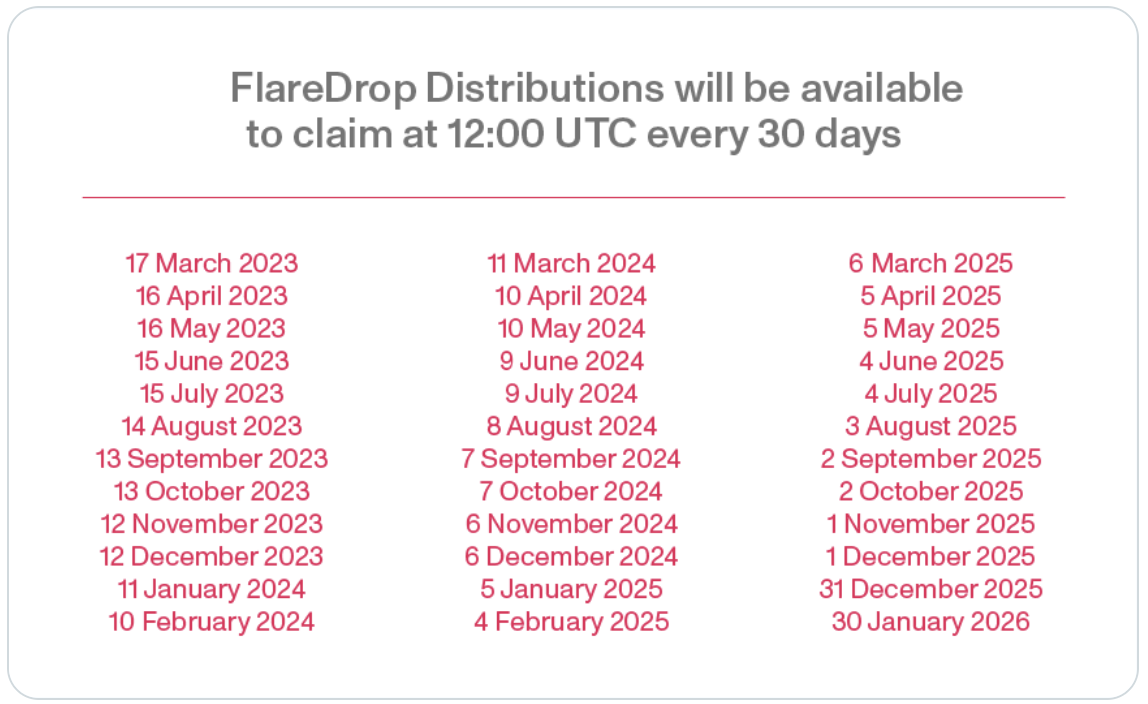 FlareDrop Distributions will be available
to claim at 12:00 UTC every 30 days
17 March 2023
16 April 2023
16 May 2023
15 June 2023
15 July 2023
14 August 2023
13 September 2023
13 October 2023
12 November 2023
12 December 2023
11 January 2024
10 February 2024
11 March 2024
10 April 2024
10 May 2024
9 June 2024
9 July 2024
8 August 2024
7 September 2024
7 October 2024
6 November 2024
6 December 2024
5 January 2025
4 February 2025
6 March 2025
5 April 2025
5 May 2025
4 June 2025
4 July 2025
3 August 2025
2 September 2025
2 October 2025
1 November 2025
1 December 2025
31 December 2025
30 January 2026